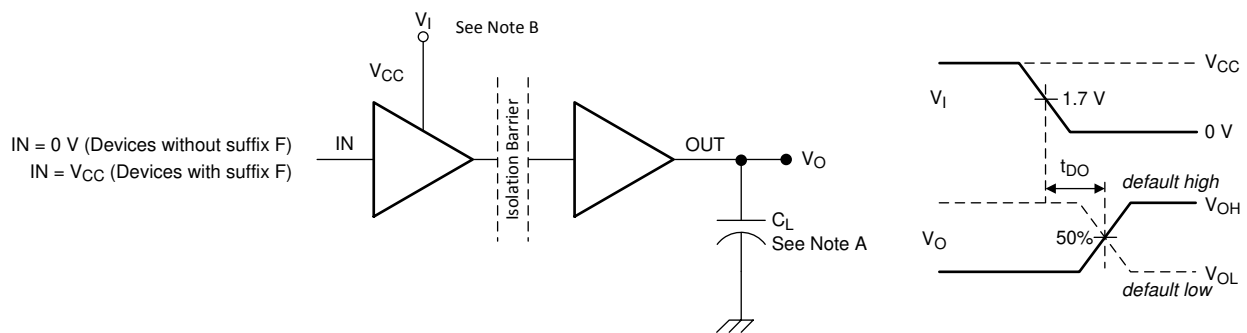 V_I
See Note B
V_CC
IN = 0 V (Devices without suffix F)
IN = V_CC (Devices with suffix F)
IN
Isolation Barrier
OUT
V_O
C_L
See Note A
V_I
V_CC
1.7 V
0 V
t_DO
default high
V_OH
V_O
50%
V_OL
default low